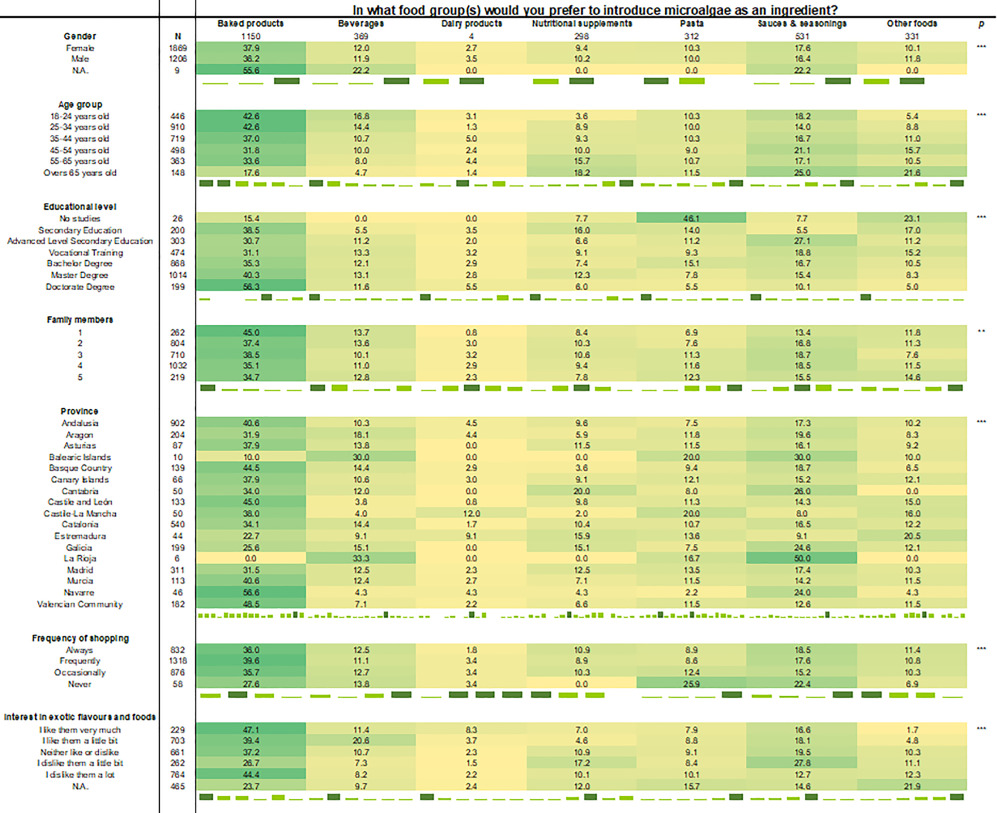 In what food group(s) would you prefer to introduce microalgae as an ingredient?
Baked products Beverages Dairy products Nutritional supplements Pasta Sauces & seasonings Other foods p
Gender N 1150 369 4 298 312 531 331
Female 1869 37.9 12.0 2.7 9.4 10.3 17.6 10.1 ***
Male 1206 36.2 11.9 3.5 10.2 10.0 16.4 11.8
N.A. 9 55.6 22.2 0.0 0.0 0.0 22.2 0.0
Age group
18-24 years old 446 42.6 16.8 3.1 3.6 10.3 18.2 5.4 ***
25-34 years old 910 42.6 14.4 1.3 8.9 10.0 14.0 8.8
35-44 years old 719 37.0 10.7 5.0 9.3 10.3 16.7 11.0
45-54 years old 498 31.8 10.0 2.4 10.0 9.0 21.1 15.7
55-65 years old 363 33.6 8.0 4.4 15.7 10.7 17.1 10.5
Overs 65 years old 148 17.6 4.7 1.4 18.2 11.5 25.0 21.6
Educational level
No studies 26 15.4 0.0 0.0 7.7 46.1 7.7 23.1 ***
Secondary Education 200 38.5 5.5 3.5 16.0 14.0 5.5 17.0
Advanced Level Secondary Education 303 30.7 11.2 2.0 6.6 11.2 27.1 11.2
Vocational Training 474 31.1 13.3 3.2 9.1 9.3 18.8 15.2
Bachelor Degree 868 35.3 12.1 2.9 7.4 15.1 16.7 10.5
Master Degree 1014 40.3 13.1 2.8 12.3 7.8 15.4 8.3
Doctorate Degree 199 56.3 11.6 5.5 6.0 5.5 10.1 5.0
Family members
1 262 45.0 13.7 0.8 8.4 6.9 13.4 11.8 **
2 804 37.4 13.6 3.0 10.3 7.6 16.8 11.3
3 710 38.5 10.1 3.2 10.6 11.3 18.7 7.6
4 1032 35.1 11.0 2.9 9.4 11.6 18.5 11.5
5 219 34.7 12.8 2.3 7.8 12.3 15.5 14.6
Province
Andalusia 902 40.6 10.3 4.5 9.6 7.5 17.3 10.2 ***
Aragon 204 31.9 18.1 4.4 5.9 11.8 19.6 8.3
Asturias 87 37.9 13.8 0.0 11.5 11.5 16.1 9.2
Balearic Islands 10 10.0 30.0 0.0 0.0 20.0 30.0 10.0
Basque Country 139 44.5 14.4 2.9 3.6 9.4 18.7 6.5
Canary Islands 66 37.9 10.6 3.0 9.1 12.1 15.2 12.1
Cantabria 50 34.0 12.0 0.0 20.0 8.0 26.0 0.0
Castile and León 133 45.0 3.8 0.8 9.8 11.3 14.3 15.0
Castile-La Mancha 50 38.0 4.0 12.0 2.0 20.0 8.0 16.0
Catalonia 540 34.1 14.4 1.7 10.4 10.7 16.5 12.2
Estremadura 44 22.7 9.1 9.1 15.9 13.6 9.1 20.5
Galicia 199 25.6 15.1 0.0 15.1 7.5 24.6 12.1
La Rioja 6 0.0 33.3 0.0 0.0 16.7 50.0 0.0
Madrid 311 31.5 12.5 2.3 12.5 13.5 17.4 10.3
Murcia 113 40.6 12.4 2.7 7.1 11.5 14.2 11.5
Navarre 46 56.6 4.3 4.3 4.3 2.2 24.0 4.3
Valencian Community 182 48.5 7.1 2.2 6.6 11.5 12.6 11.5
Frequency of shopping
Always 832 36.0 12.5 1.8 10.9 8.9 18.5 11.4 ***
Frequently 1318 39.6 11.1 3.4 8.9 8.6 17.6 10.8
Occasionally 876 35.7 11.7 3.4 10.3 12.4 15.2 10.3
Never 58 27.6 13.8 3.4 0.0 25.9 22.4 6.9
Interest in exotic flavours and foods
I like them very much 229 47.1 11.4 8.3 7.0 7.9 16.6 1.7 ***
I like them a little bit 703 39.4 20.6 3.7 4.6 8.8 18.1 4.8
Neither like or dislike 661 37.2 10.7 2.3 10.9 9.1 19.5 10.3
I dislike them a little bit 262 26.7 7.3 1.5 17.2 8.4 27.8 11.1
I dislike them a lot 764 44.4 8.2 2.2 10.1 10.1 12.7 12.3
N.A. 465 23.7 9.7 2.4 12.0 15.7 14.6 21.9